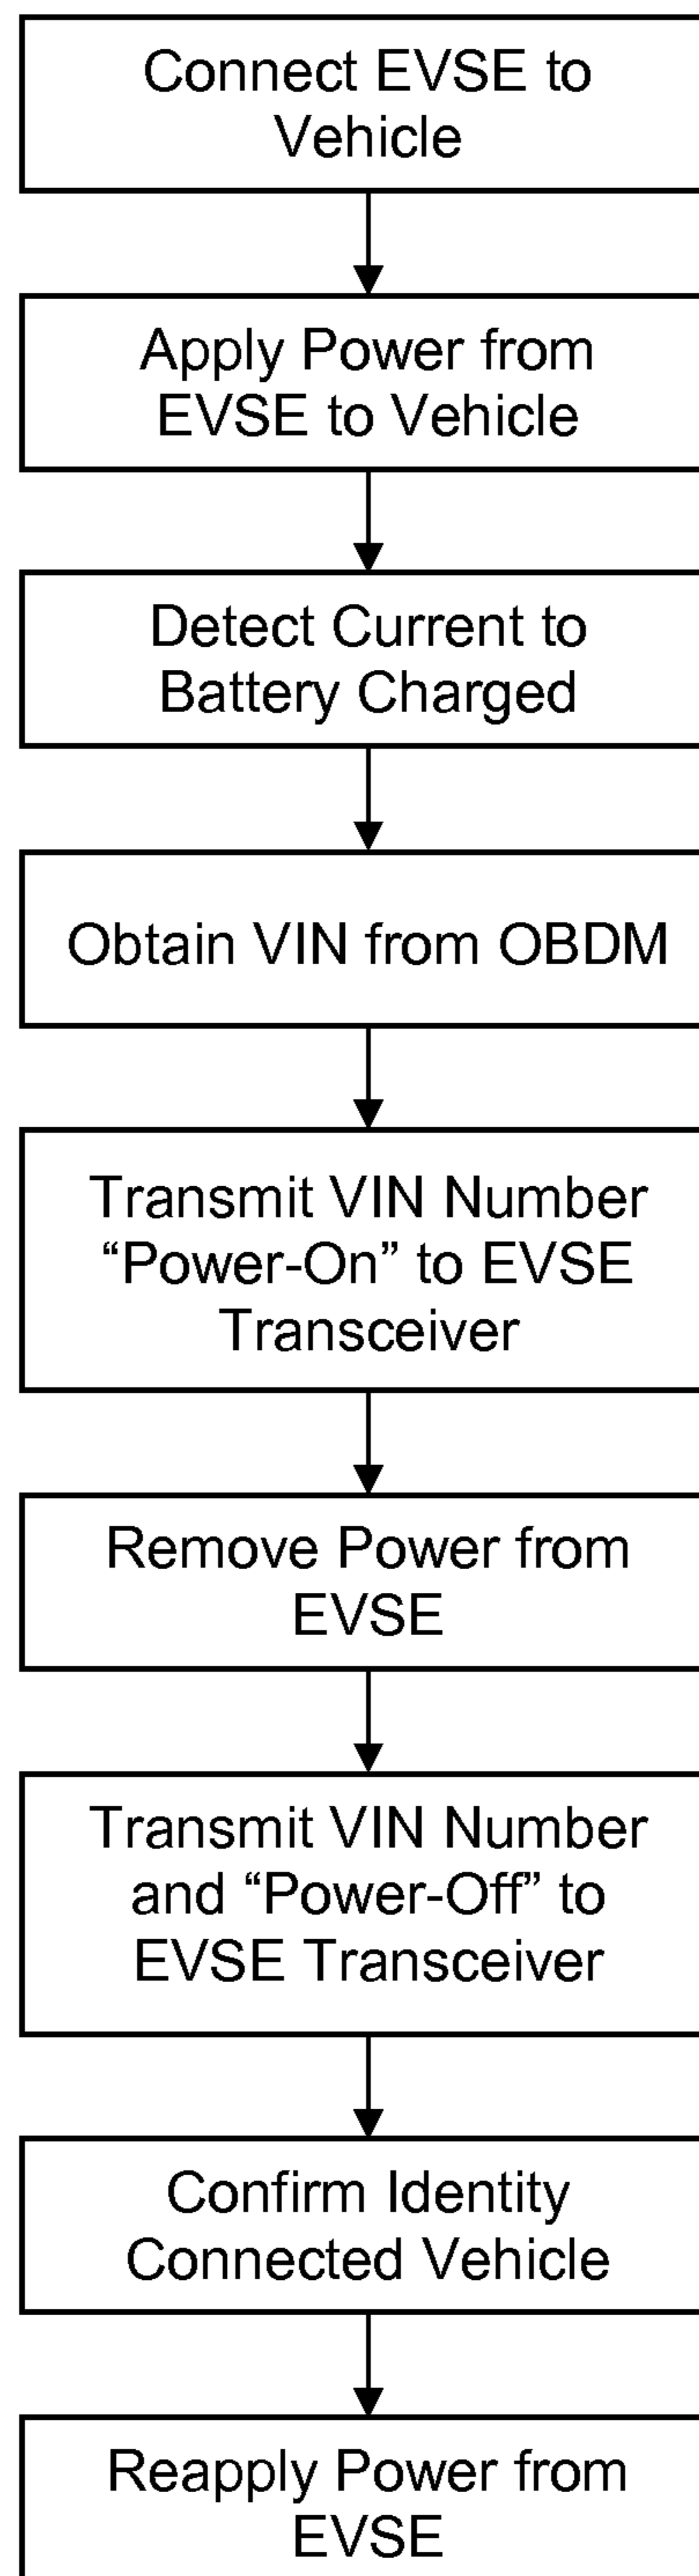 Connect EVSE to
Vehicle
Apply Power from
EVSE to Vehicle
Detect Current to
Battery Charged
Obtain VIN from OBDM
Transmit VIN Number
“Power-On” to EVSE
Transceiver
Remove Power from
EVSE
Transmit VIN Number
and “Power-Off” to
EVSE Transceiver
Confirm Identity
Connected Vehicle
Reapply Power from
EVSE